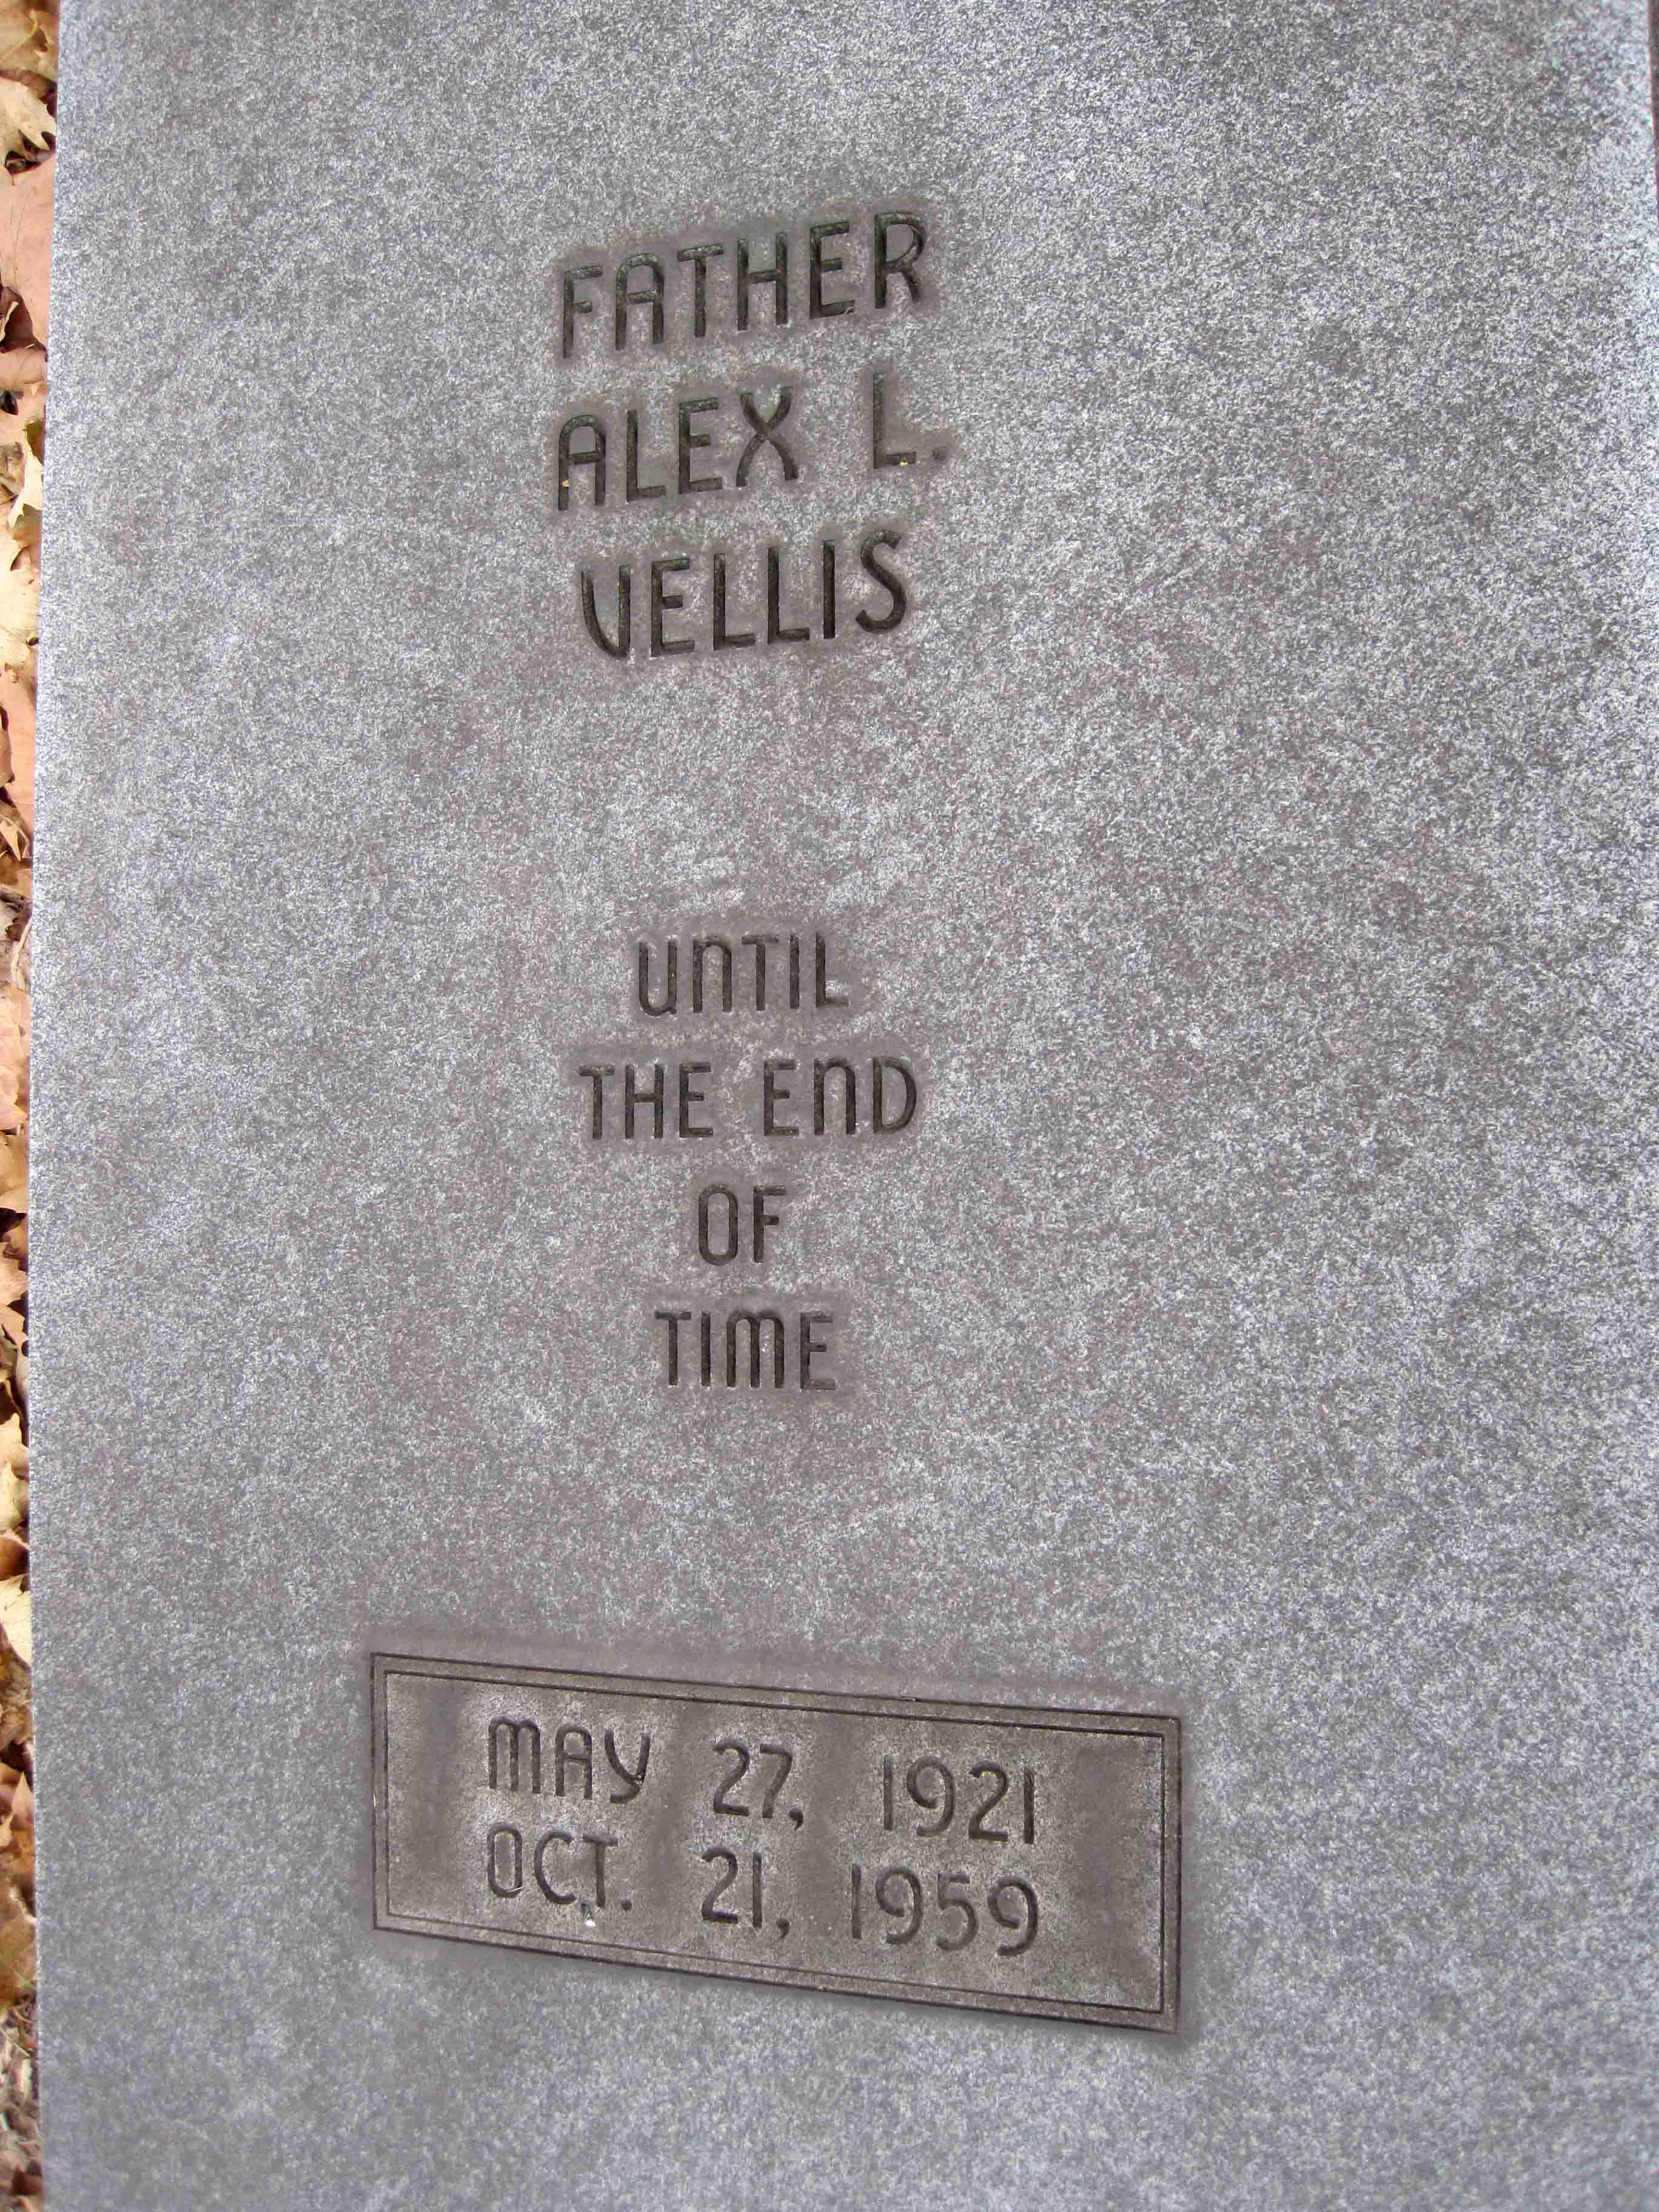 FATHER
ALEX L.
VELLIS
UNTIL
THE END
OF
TIME
MAY 27, 1921
OCT. 21, 1959